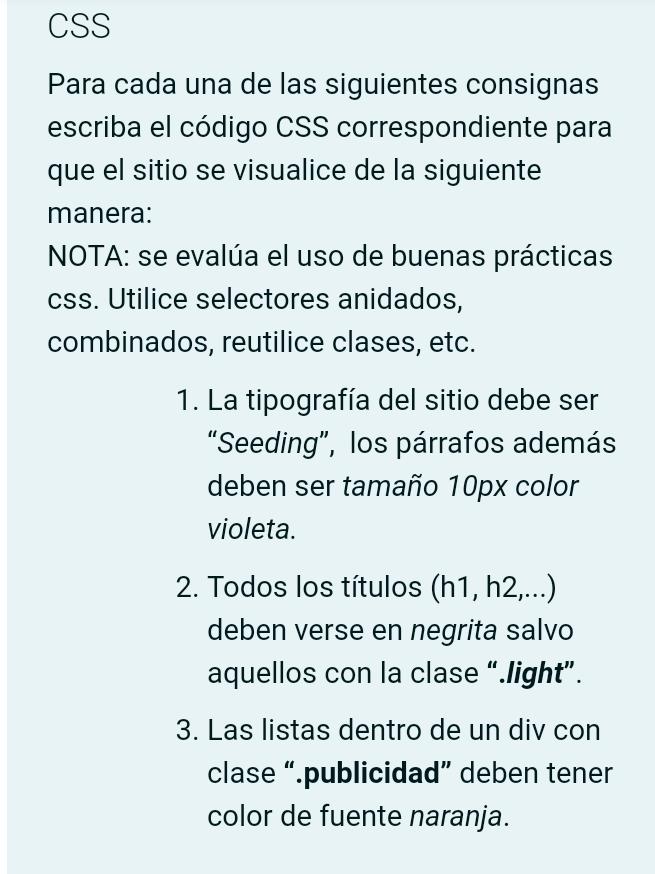 CSS
Para cada una de las siguientes consignas
escriba el código CSS correspondiente para
que el sitio se visualice de la siguiente
manera:
NOTA: se evalúa el uso de buenas prácticas
css. Utilice selectores anidados,
combinados, reutilice clases, etc.
1. La tipografía del sitio debe ser
“Seeding”, los párrafos además
deben ser tamaño 10px color
violeta.
2. Todos los títulos (h1, h2,...)
deben verse en negrita salvo
aquellos con la clase “.light”.
3. Las listas dentro de un div con
clase “.publicidad” deben tener
color de fuente naranja.